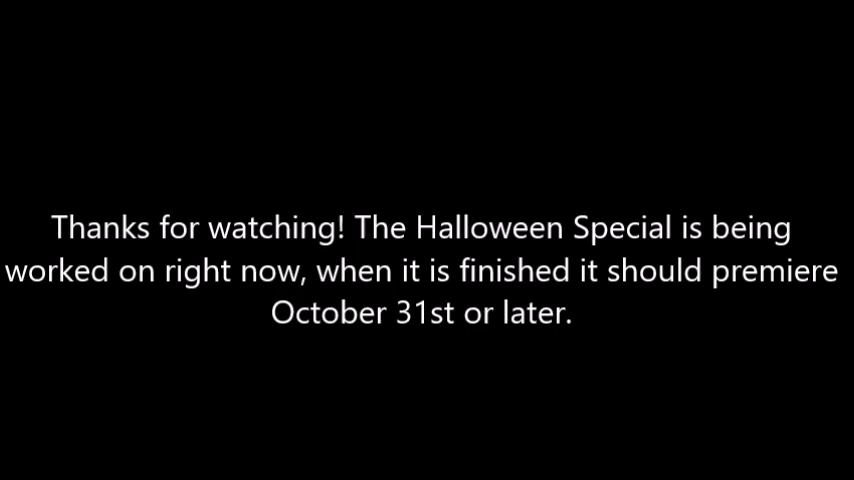 Thanks for watching! The Halloween Special is being
worked on right now, when it is finished it should premiere
October 31st or later.